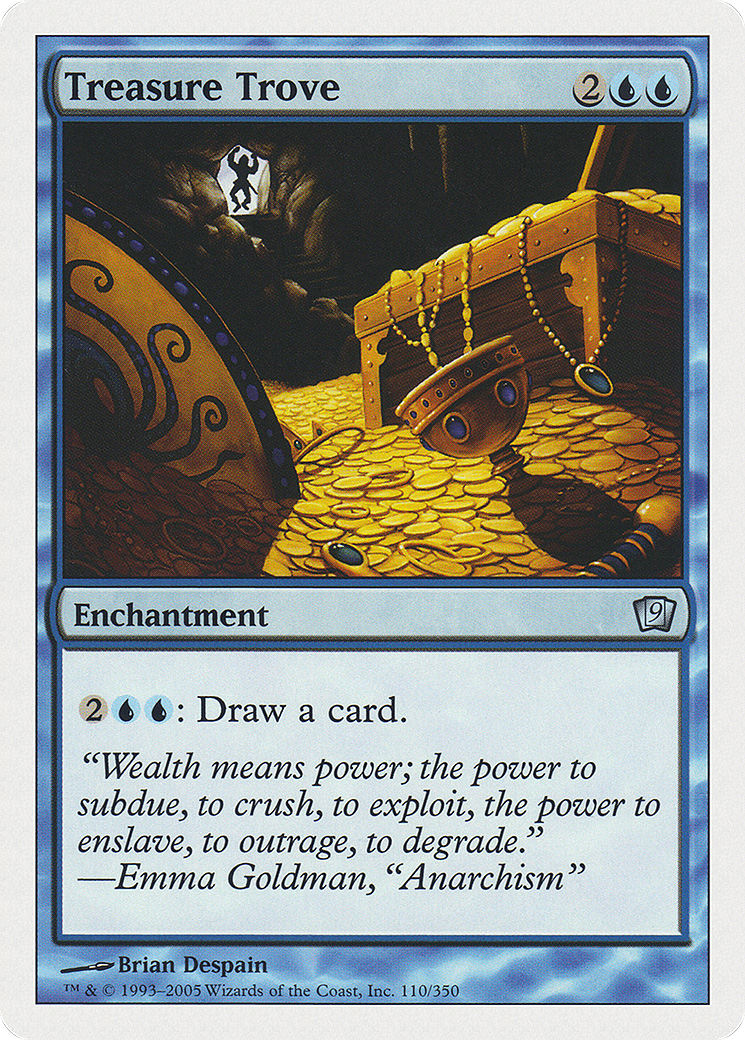 Treasure Trove 2
Enchantment 9
2: Draw a card.
“Wealth means power; the power to
subdue, to crush, to exploit, the power to
enslave, to outrage, to degrade.”
—Emma Goldman, “Anarchism”
Brian Despain
™ & © 1993–2005 Wizards of the Coast, Inc. 110/350